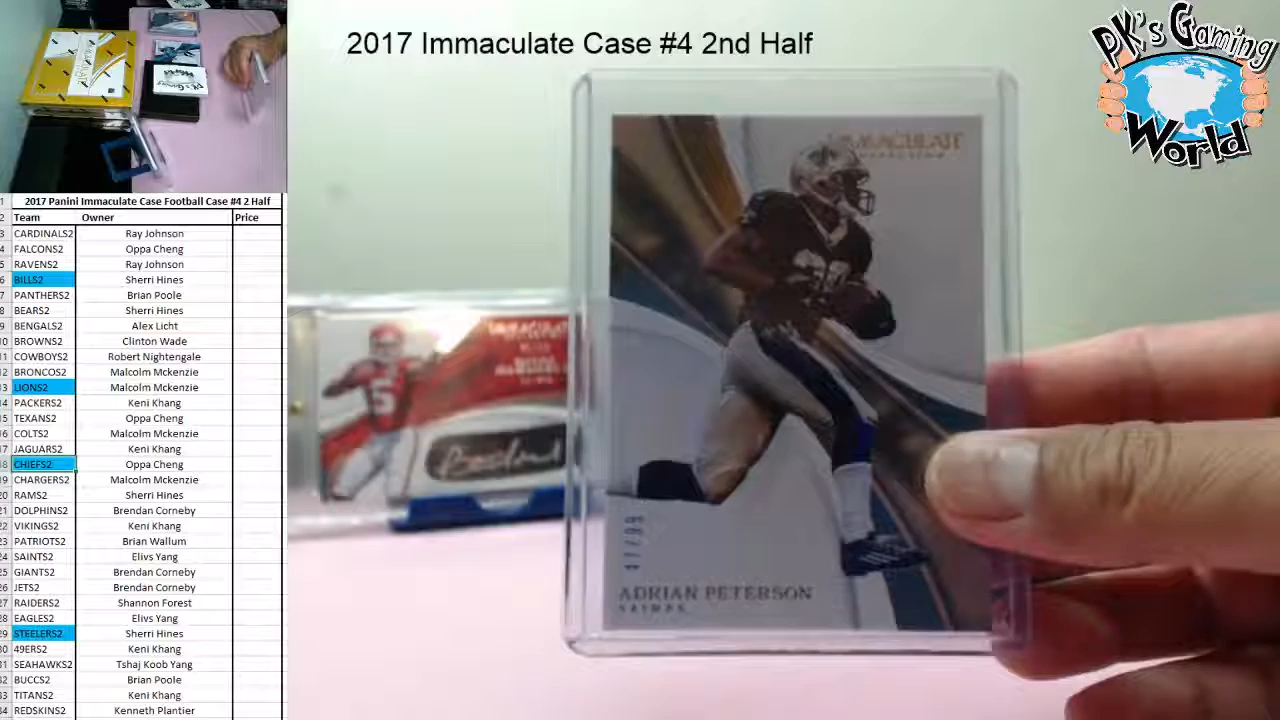 2017 Immaculate Case #4 2nd Half
PK's Gaming
World
IMMACULATE
COLLECTION
ADRIAN PETERSON
SAINTS
1 2017 Panini Immaculate Case Football Case #4 2 Half
2 Team Owner Price
3 CARDINALS2 Ray Johnson
4 FALCONS2 Oppa Cheng
5 RAVENS2 Ray Johnson
6 BILLS2 Sherri Hines
7 PANTHERS2 Brian Poole
8 BEARS2 Sherri Hines
9 BENGALS2 Alex Licht
10 BROWNS2 Clinton Wade
11 COWBOYS2 Robert Nightengale
12 BRONCOS2 Malcolm Mckenzie
13 LIONS2 Malcolm Mckenzie
14 PACKERS2 Keni Khang
15 TEXANS2 Oppa Cheng
16 COLTS2 Malcolm Mckenzie
17 JAGUARS2 Keni Khang
18 CHIEFS2 Oppa Cheng
19 CHARGERS2 Malcolm Mckenzie
20 RAMS2 Sherri Hines
21 DOLPHINS2 Brendan Corneby
22 VIKINGS2 Keni Khang
23 PATRIOTS2 Brian Wallum
24 SAINTS2 Elivs Yang
25 GIANTS2 Brendan Corneby
26 JETS2 Brendan Corneby
27 RAIDERS2 Shannon Forest
28 EAGLES2 Elivs Yang
29 STEELERS2 Sherri Hines
30 49ERS2 Keni Khang
31 SEAHAWKS2 Tshaj Koob Yang
32 BUCCS2 Brian Poole
33 TITANS2 Keni Khang
34 REDSKINS2 Kenneth Plantier